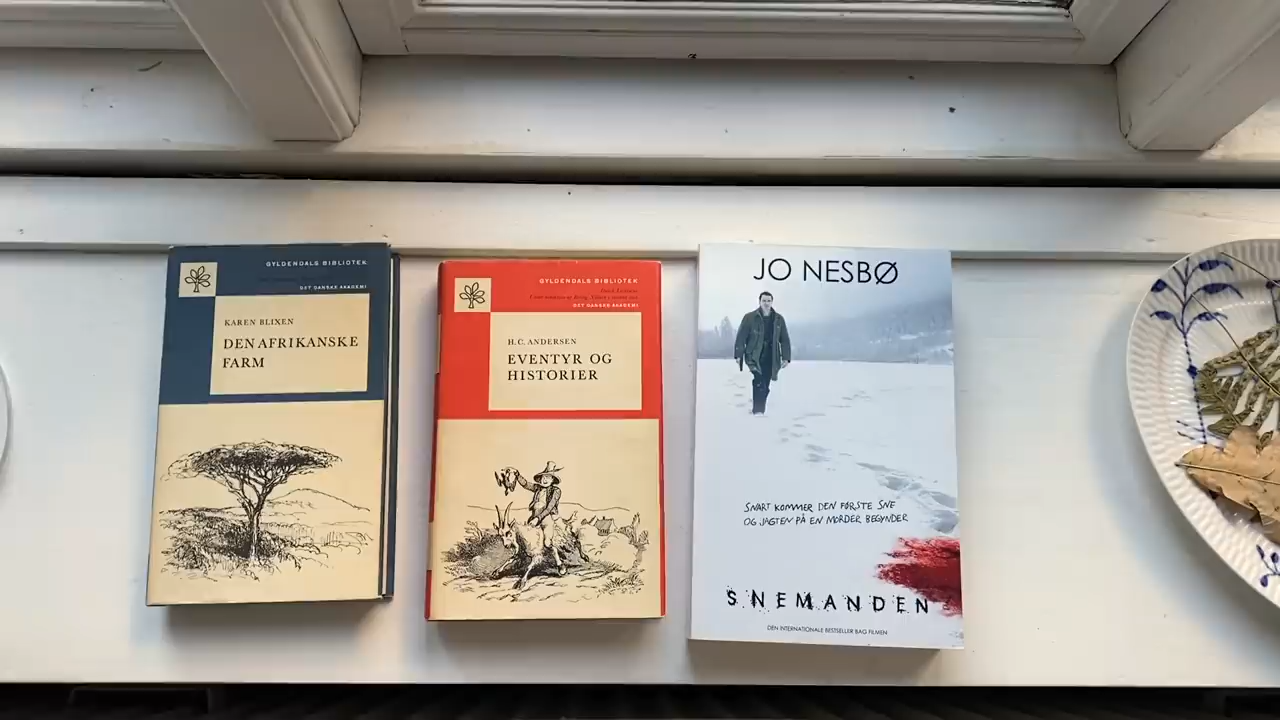 GYLDENDALS BIBLIOTEK
DET DANSKE AKADEMI
KAREN BLIXEN
DEN AFRIKANSKE
FARM
GYLDENDALS BIBLIOTEK
DET DANSKE AKADEMI
H.C. ANDERSEN
EVENTYR OG
HISTORIER
JO NESBØ
SNART KOMMER DEN FØRSTE SNE
OG JAGTEN PÅ EN MORDER BEGYNDER
SNEMANDEN
DEN INTERNATIONALE BESTSELLER BAG FILMEN